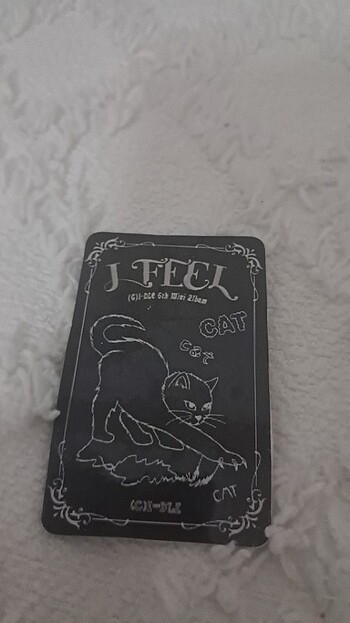 I FEEL
(G)I-DLE 6th Mini Album
CAT
CAT
CAT
(G)I-DLE